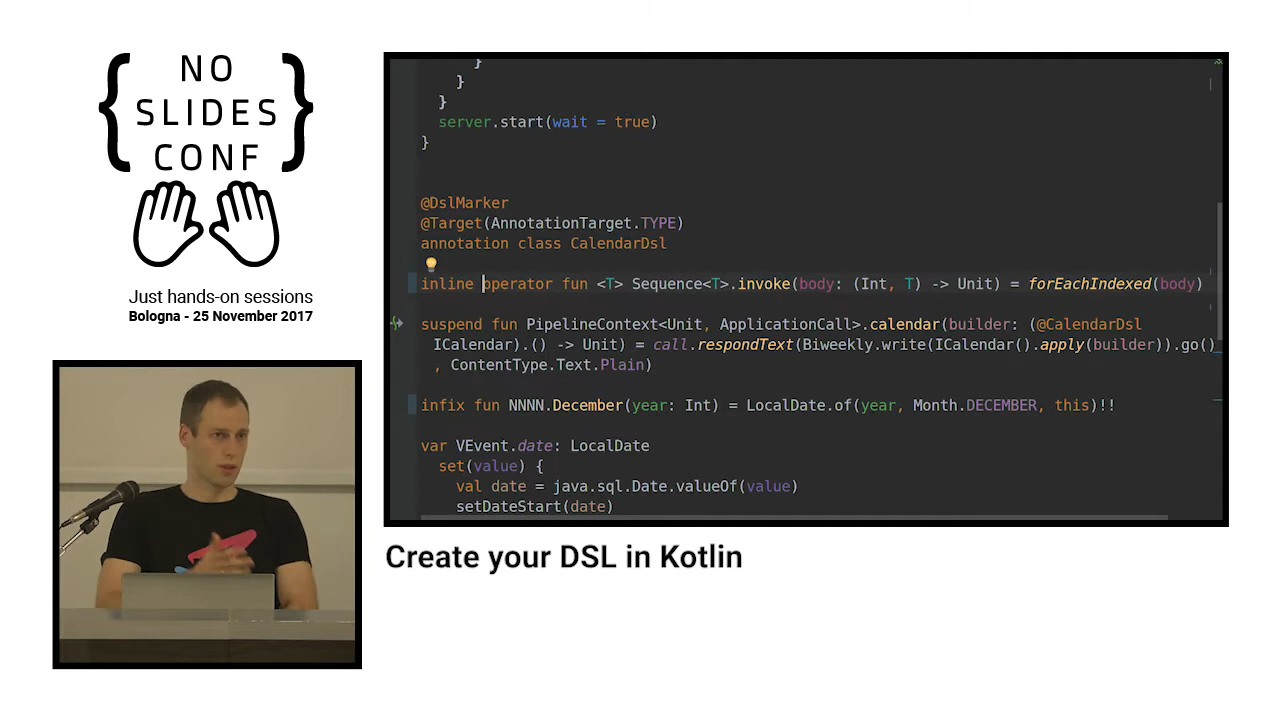 { NO
SLIDES
CONF }
Just hands-on sessions
Bologna - 25 November 2017
}
}
}
server.start(wait = true)
}
@DslMarker
@Target(AnnotationTarget.TYPE)
annotation class CalendarDsl
inline operator fun <T> Sequence<T>.invoke(body: (Int, T) -> Unit) = forEachIndexed(body)
suspend fun PipelineContext<Unit, ApplicationCall>.calendar(builder: (@CalendarDsl
ICalendar).() -> Unit) = call.respondText(Biweekly.write(ICalendar().apply(builder)).go()
, ContentType.Text.Plain)
infix fun NNNN.December(year: Int) = LocalDate.of(year, Month.DECEMBER, this)!!
var VEvent.date: LocalDate
set(value) {
val date = java.sql.Date.valueOf(value)
setDateStart(date)
Create your DSL in Kotlin